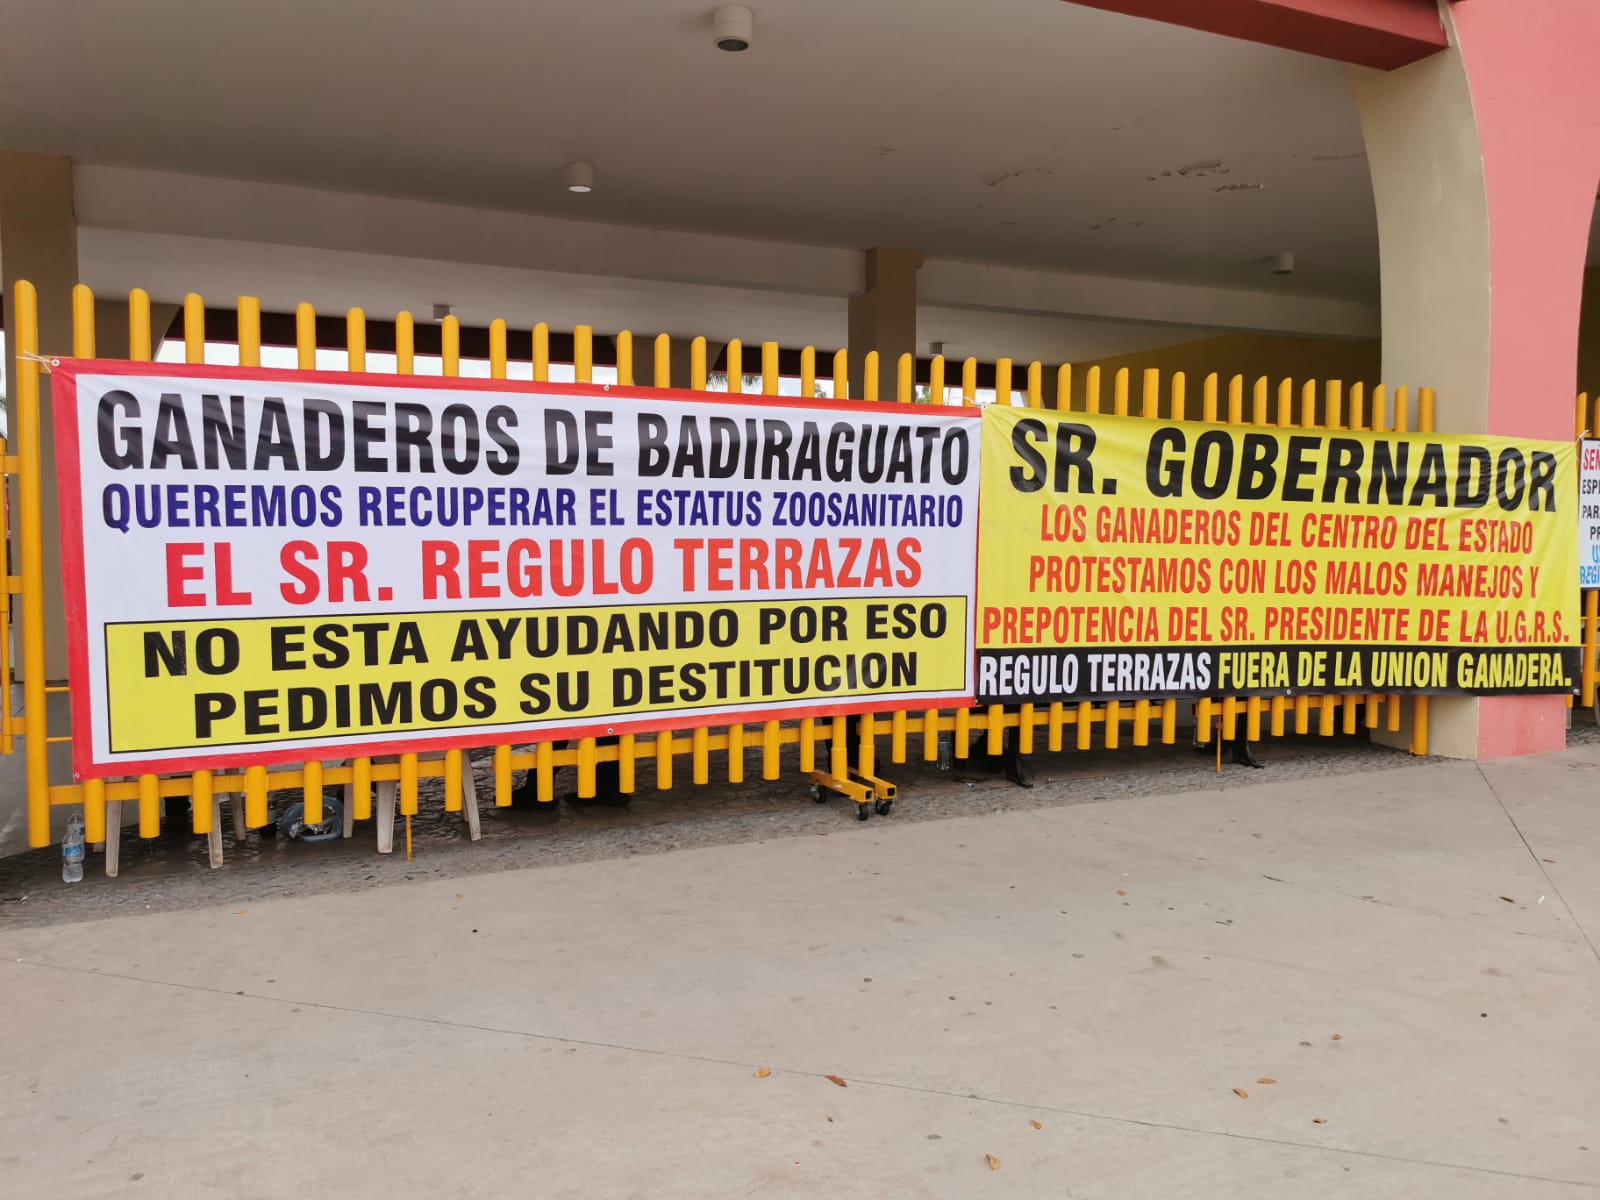 GANADEROS DE BADIRAGUATO
QUEREMOS RECUPERAR EL ESTATUS ZOOSANITARIO
EL SR. REGULO TERRAZAS
NO ESTA AYUDANDO POR ESO
PEDIMOS SU DESTITUCION
SR. GOBERNADOR
LOS GANADEROS DEL CENTRO DEL ESTADO
PROTESTAMOS CON LOS MALOS MANEJOS Y
PREPOTENCIA DEL SR. PRESIDENTE DE LA U.G.R.S.
REGULO TERRAZAS FUERA DE LA UNION GANADERA.